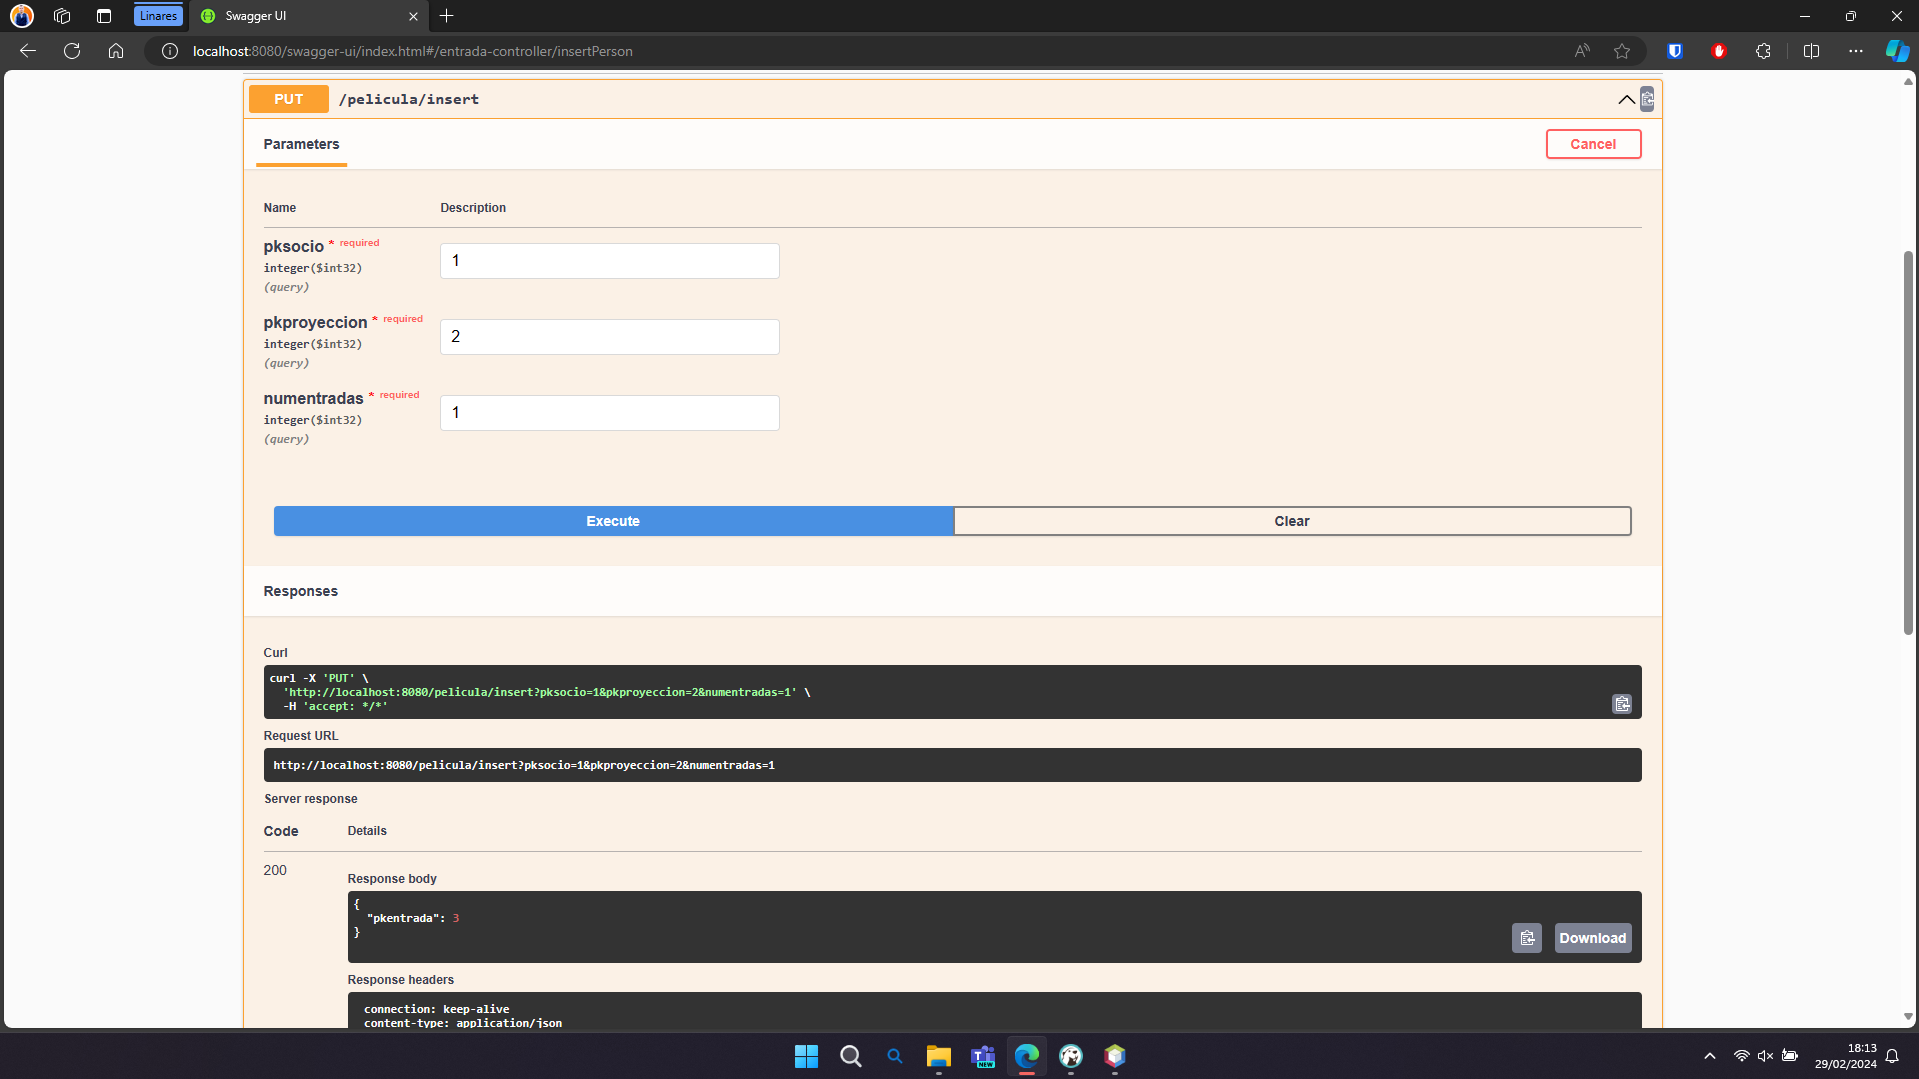 Linares
Swagger UI
localhost:8080/swagger-ui/index.html#/entrada-controller/insertPerson
PUT /pelicula/insert
Parameters
Cancel
Name Description
pksocio * required
integer($int32)
(query)
1
pkproyeccion * required
integer($int32)
(query)
2
numentradas * required
integer($int32)
(query)
1
Execute
Clear
Responses
Curl
curl -X 'PUT' \
'http://localhost:8080/pelicula/insert?pksocio=1&pkproyeccion=2&numentradas=1' \
-H 'accept: */*'
Request URL
http://localhost:8080/pelicula/insert?pksocio=1&pkproyeccion=2&numentradas=1
Server response
Code Details
200
Response body
{
"pkentrada": 3
}
Download
Response headers
connection: keep-alive
content-type: application/json
NEW
18:13
29/02/2024